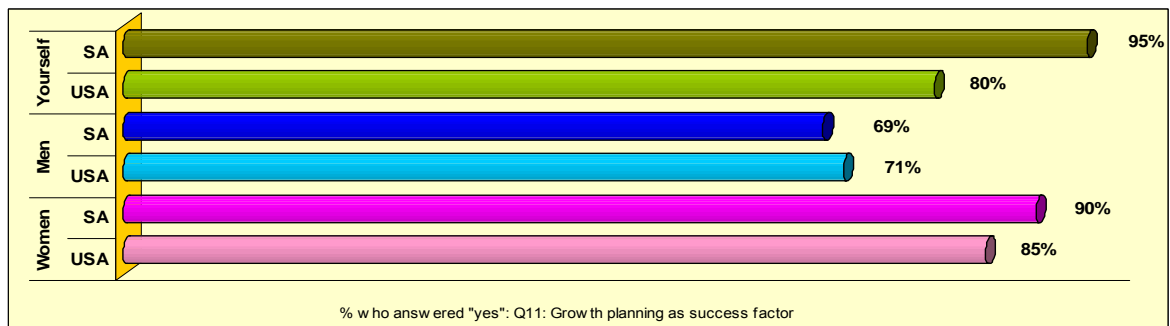 Yourself
SA 95%
USA 80%
Men
SA 69%
USA 71%
Women
SA 90%
USA 85%
% who answered "yes": Q11: Growth planning as success factor